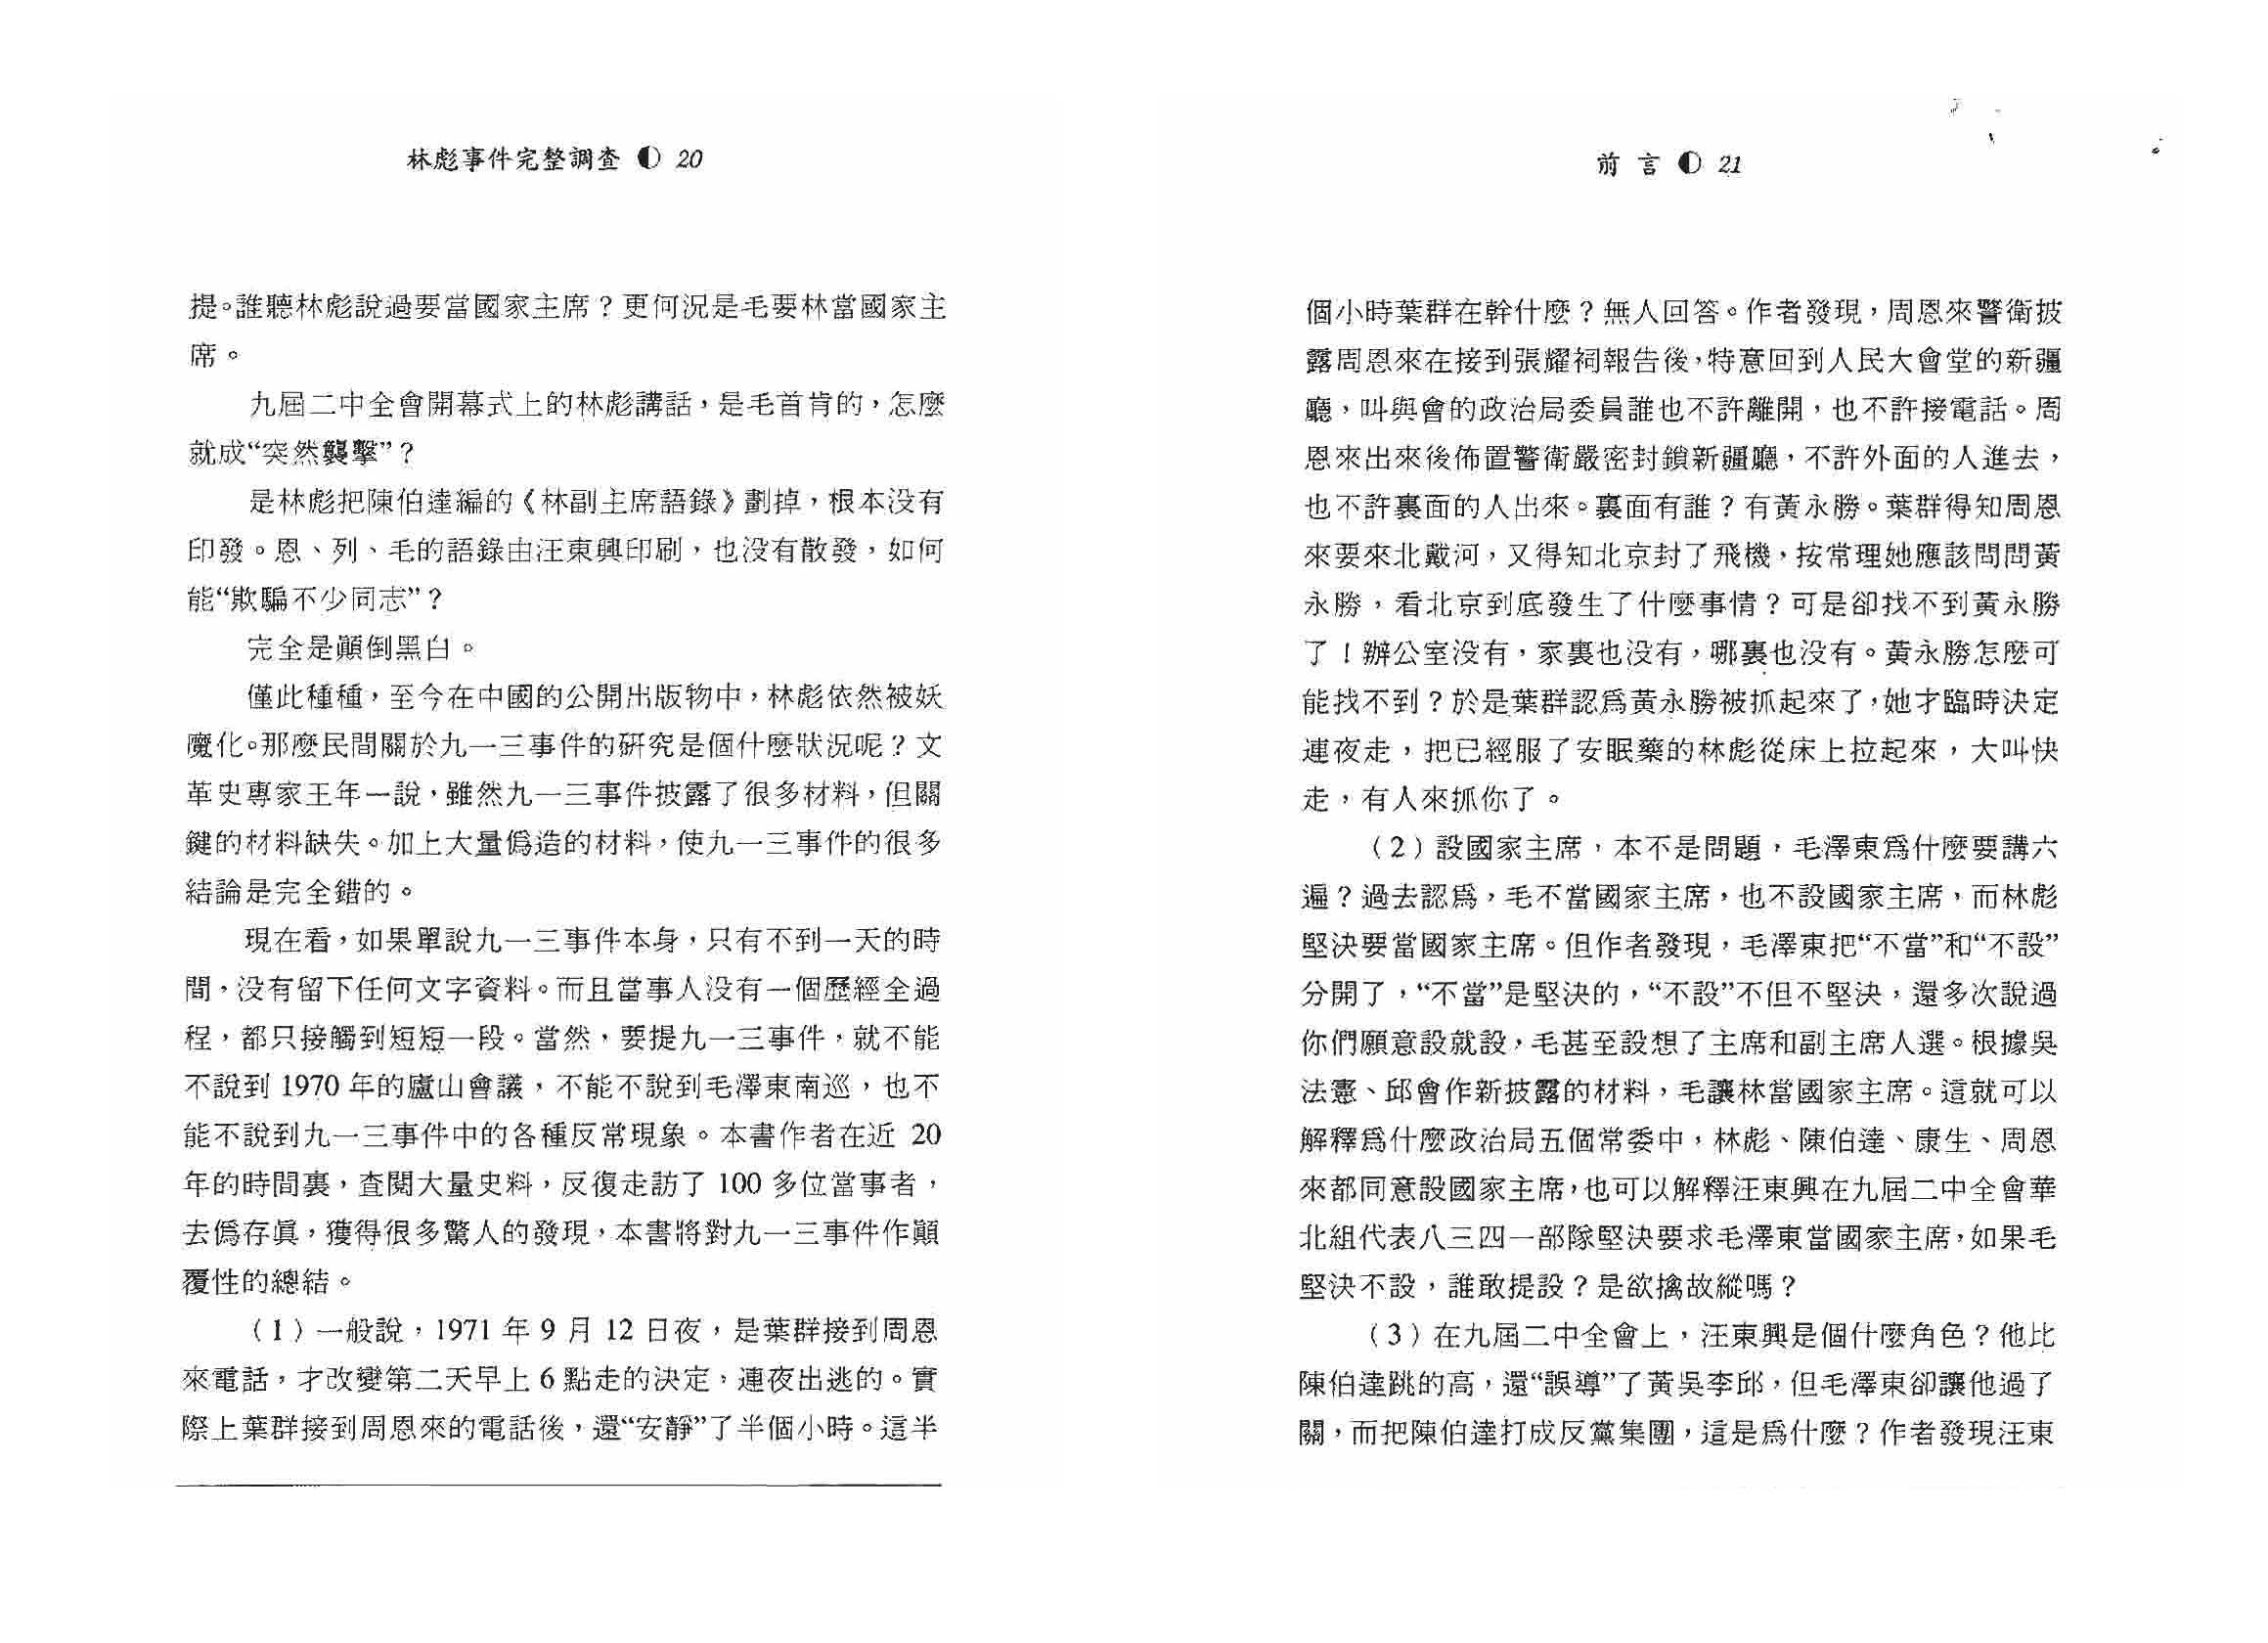 林彪事件完整調查 ◐ 20
提。誰聽林彪說過要當國家主席？更何況是毛要林當國家主
席。
九屆二中全會開幕式上的林彪講話，是毛首肯的，怎麼
就成“突然襲擊”？
是林彪把陳伯達編的《林副主席語錄》劃掉，根本没有
印發。恩、列、毛的語錄由汪東興印刷，也没有散發，如何
能“欺騙不少同志”？
完全是顛倒黑白。
僅此種種，至今在中國的公開出版物中，林彪依然被妖
魔化。那麼民間關於九一三事件的研究是個什麼狀況呢？文
革史專家王年一說，雖然九一三事件披露了很多材料，但關
鍵的材料缺失。加上大量僞造的材料，使九一三事件的很多
結論是完全錯的。
現在看，如果單說九一三事件本身，只有不到一天的時
間，没有留下任何文字資料。而且當事人没有一個歷經全過
程，都只接觸到短短一段。當然，要提九一三事件，就不能
不說到 1970 年的廬山會議，不能不說到毛澤東南巡，也不
能不說到九一三事件中的各種反常現象。本書作者在近 20
年的時間裏，查閱大量史料，反復走訪了 100 多位當事者，
去僞存眞，獲得很多驚人的發現，本書將對九一三事件作顚
覆性的總結。
（1）一般說，1971 年 9 月 12 日夜，是葉群接到周恩
來電話，才改變第二天早上 6 點走的決定，連夜出逃的。實
際上葉群接到周恩來的電話後，還“安靜”了半個小時。這半
前 言 ◐ 21
個小時葉群在幹什麼？無人回答。作者發現，周恩來警衛披
露周恩來在接到張耀祠報告後，特意回到人民大會堂的新疆
廳，叫與會的政治局委員誰也不許離開，也不許接電話。周
恩來出來後佈置警衛嚴密封鎖新疆廳，不許外面的人進去，
也不許裏面的人出來。裏面有誰？有黃永勝。葉群得知周恩
來要來北戴河，又得知北京封了飛機，按常理她應該問問黃
永勝，看北京到底發生了什麼事情？可是卻找不到黃永勝
了！辦公室没有，家裏也没有，哪裏也没有。黃永勝怎麼可
能找不到？於是葉群認爲黃永勝被抓起來了，她才臨時決定
連夜走，把已經服了安眠藥的林彪從床上拉起來，大叫快
走，有人來抓你了。
（2）設國家主席，本不是問題，毛澤東爲什麼要講六
遍？過去認爲，毛不當國家主席，也不設國家主席，而林彪
堅決要當國家主席。但作者發現，毛澤東把“不當”和“不設”
分開了，“不當”是堅決的，“不設”不但不堅決，還多次說過
你們願意設就設，毛甚至設想了主席和副主席人選。根據吳
法憲、邱會作新披露的材料，毛讓林當國家主席。這就可以
解釋爲什麼政治局五個常委中，林彪、陳伯達、康生、周恩
來都同意設國家主席，也可以解釋汪東興在九屆二中全會華
北組代表八三四一部隊堅決要求毛澤東當國家主席，如果毛
堅決不設，誰敢提設？是欲擒故縱嗎？
（3）在九屆二中全會上，汪東興是個什麼角色？他比
陳伯達跳的高，還“誤導”了黃吳李邱，但毛澤東卻讓他過了
關，而把陳伯達打成反黨集團，這是爲什麼？作者發現汪東